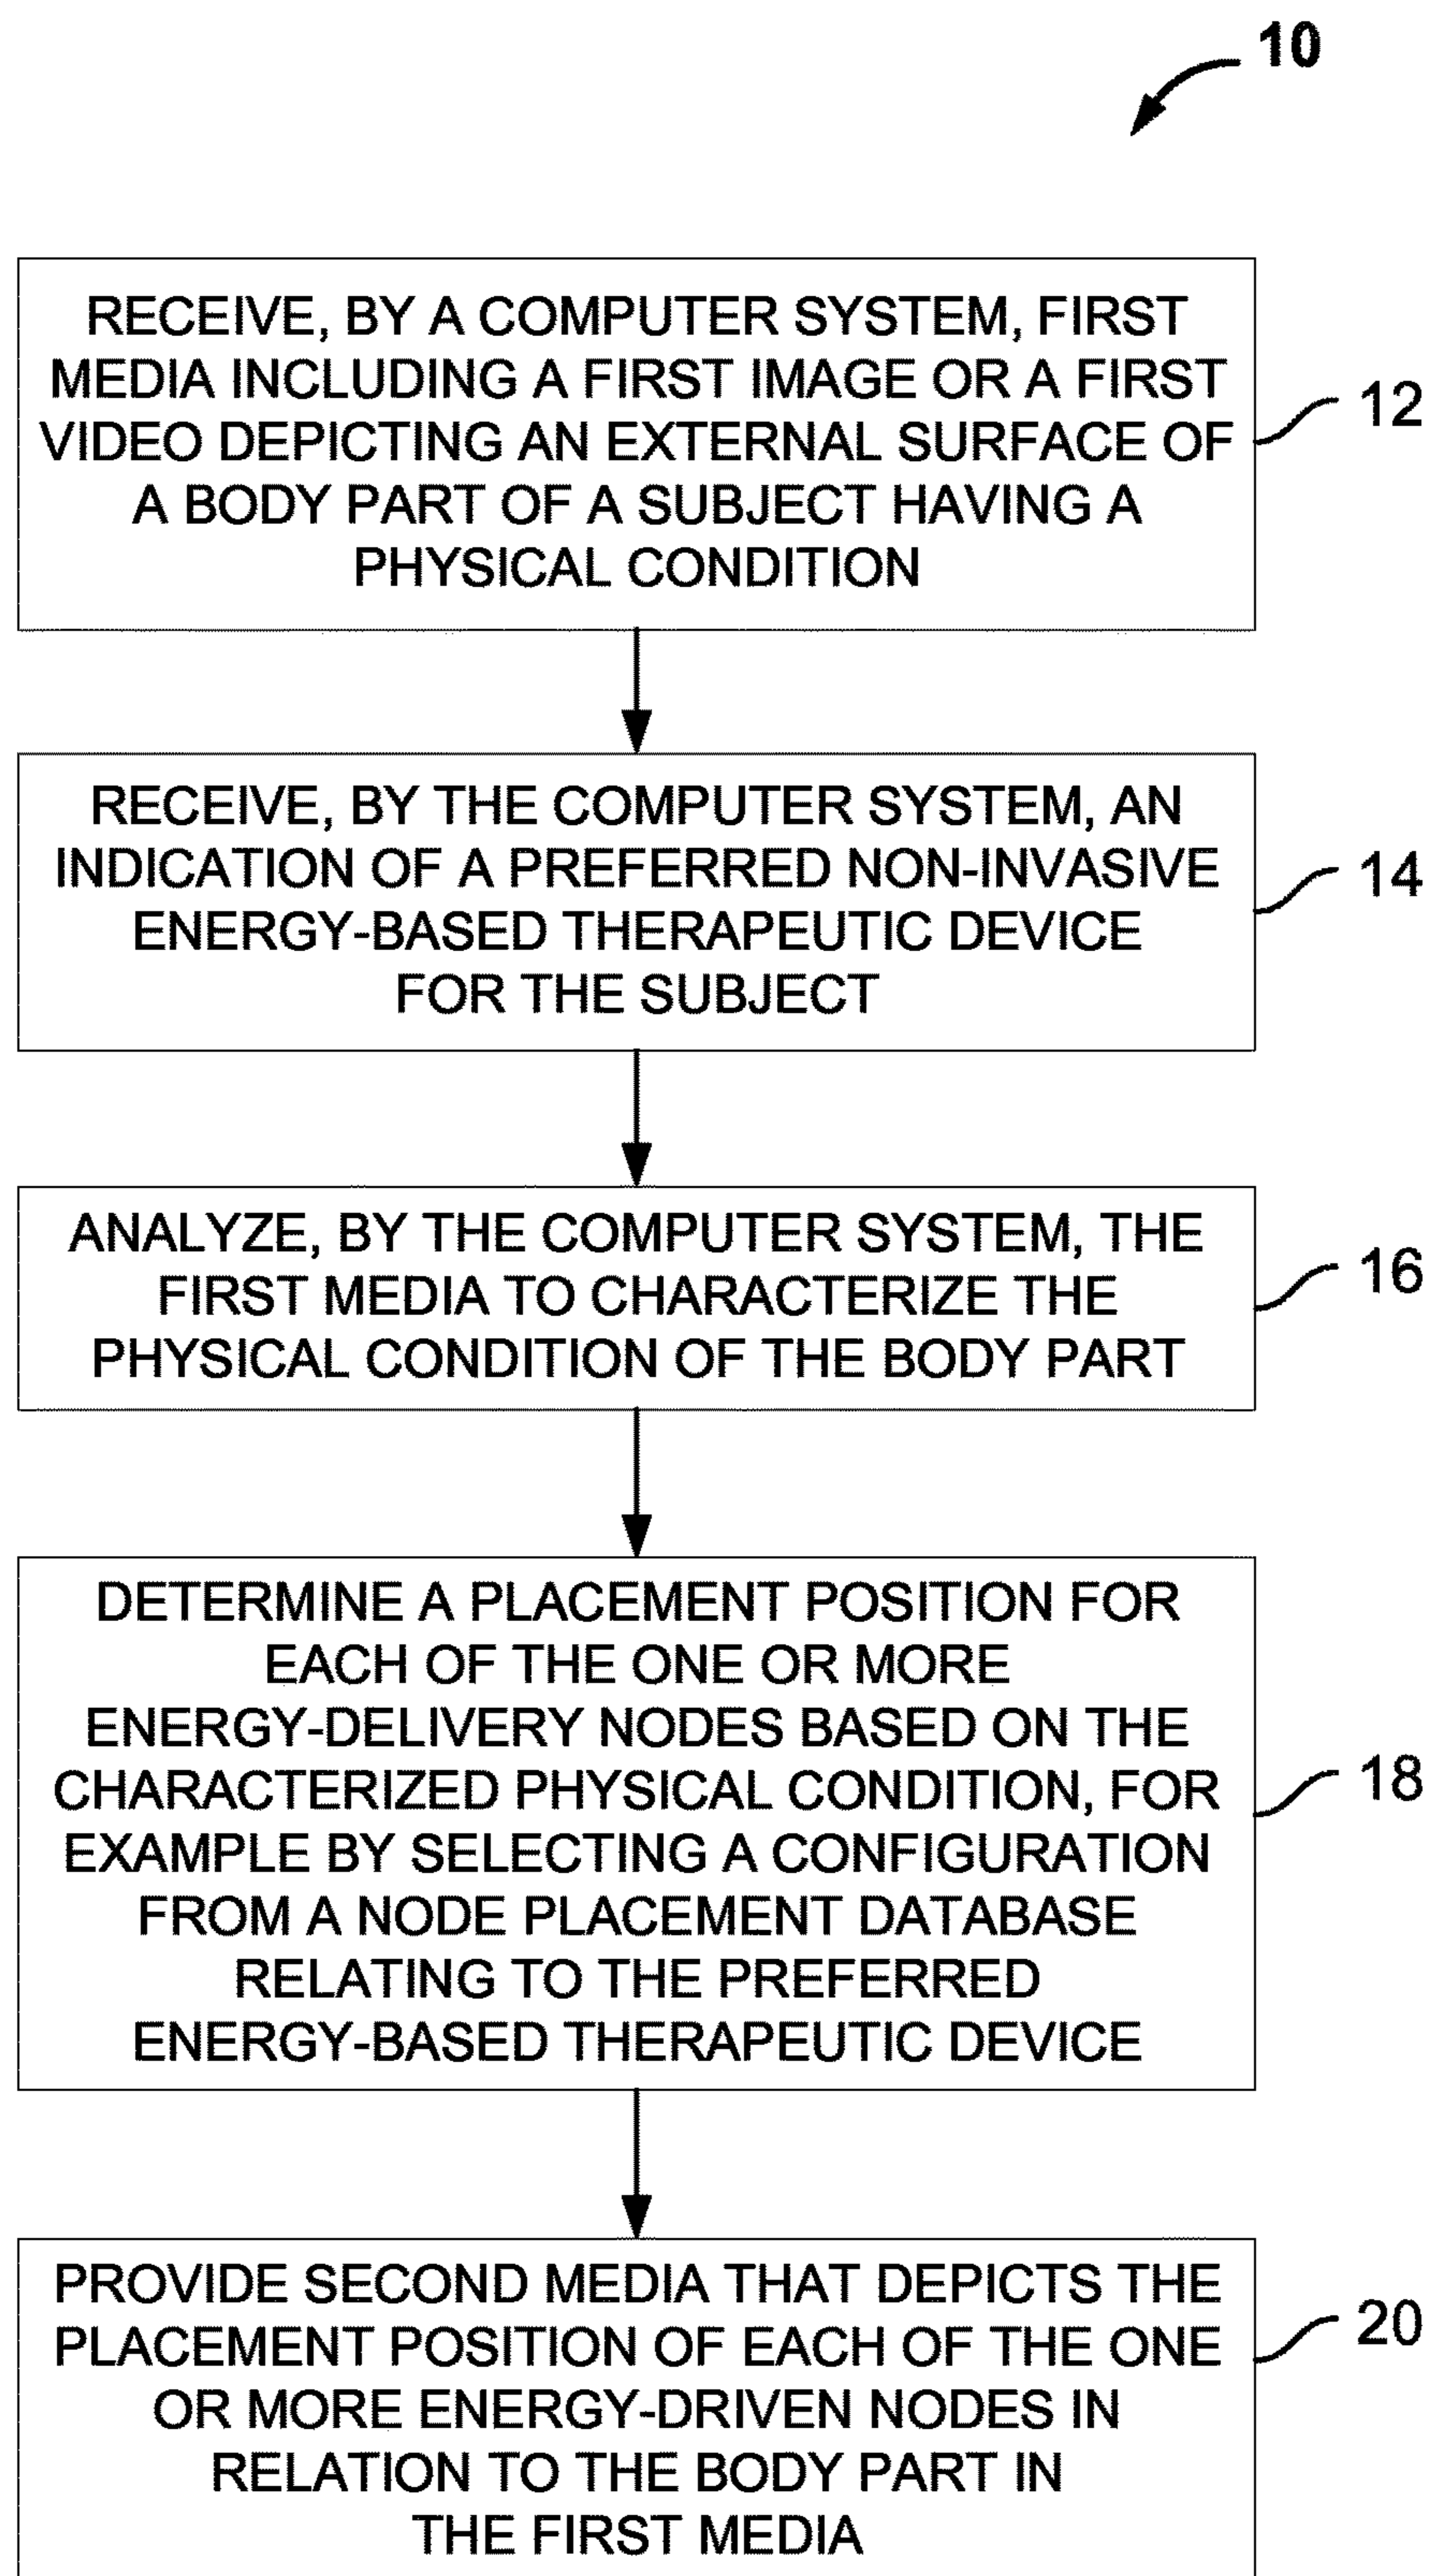 10
RECEIVE, BY A COMPUTER SYSTEM, FIRST
MEDIA INCLUDING A FIRST IMAGE OR A FIRST
VIDEO DEPICTING AN EXTERNAL SURFACE OF
A BODY PART OF A SUBJECT HAVING A
PHYSICAL CONDITION
12
RECEIVE, BY THE COMPUTER SYSTEM, AN
INDICATION OF A PREFERRED NON-INVASIVE
ENERGY-BASED THERAPEUTIC DEVICE
FOR THE SUBJECT
14
ANALYZE, BY THE COMPUTER SYSTEM, THE
FIRST MEDIA TO CHARACTERIZE THE
PHYSICAL CONDITION OF THE BODY PART
16
DETERMINE A PLACEMENT POSITION FOR
EACH OF THE ONE OR MORE
ENERGY-DELIVERY NODES BASED ON THE
CHARACTERIZED PHYSICAL CONDITION, FOR
EXAMPLE BY SELECTING A CONFIGURATION
FROM A NODE PLACEMENT DATABASE
RELATING TO THE PREFERRED
ENERGY-BASED THERAPEUTIC DEVICE
18
PROVIDE SECOND MEDIA THAT DEPICTS THE
PLACEMENT POSITION OF EACH OF THE ONE
OR MORE ENERGY-DRIVEN NODES IN
RELATION TO THE BODY PART IN
THE FIRST MEDIA
20